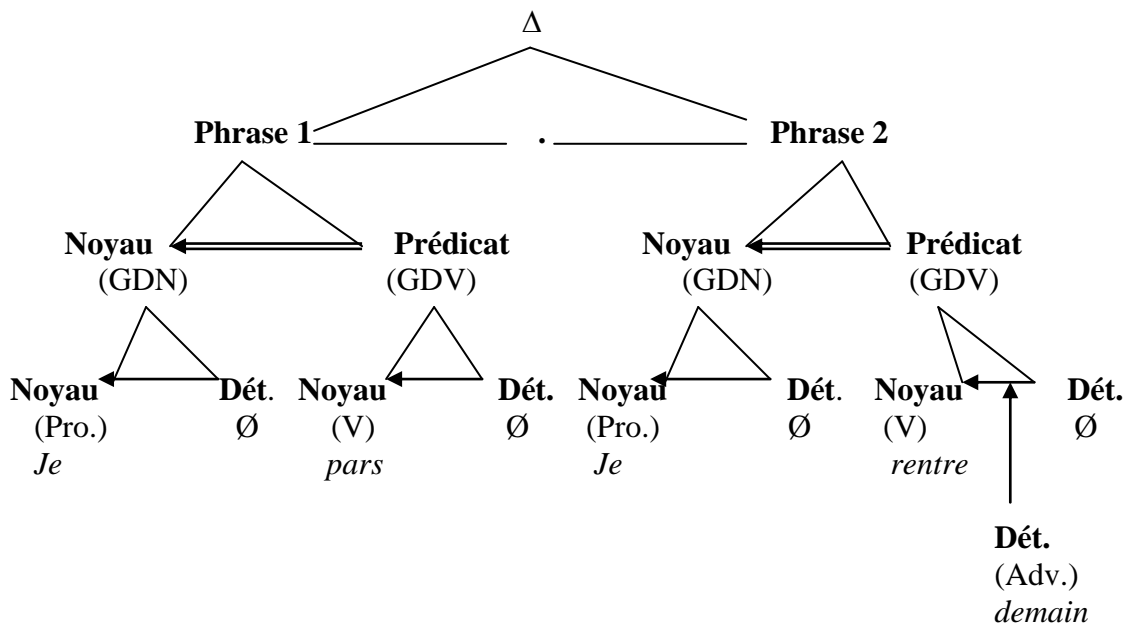 Δ
Phrase 1 . Phrase 2
Noyau Prédicat Noyau Prédicat
(GDN) (GDV) (GDN) (GDV)
Noyau Dét. Noyau Dét. Noyau Dét. Noyau Dét.
(Pro.) Ø (V) Ø (Pro.) Ø (V) Ø
Je pars Je rentre
Dét.
(Adv.)
demain